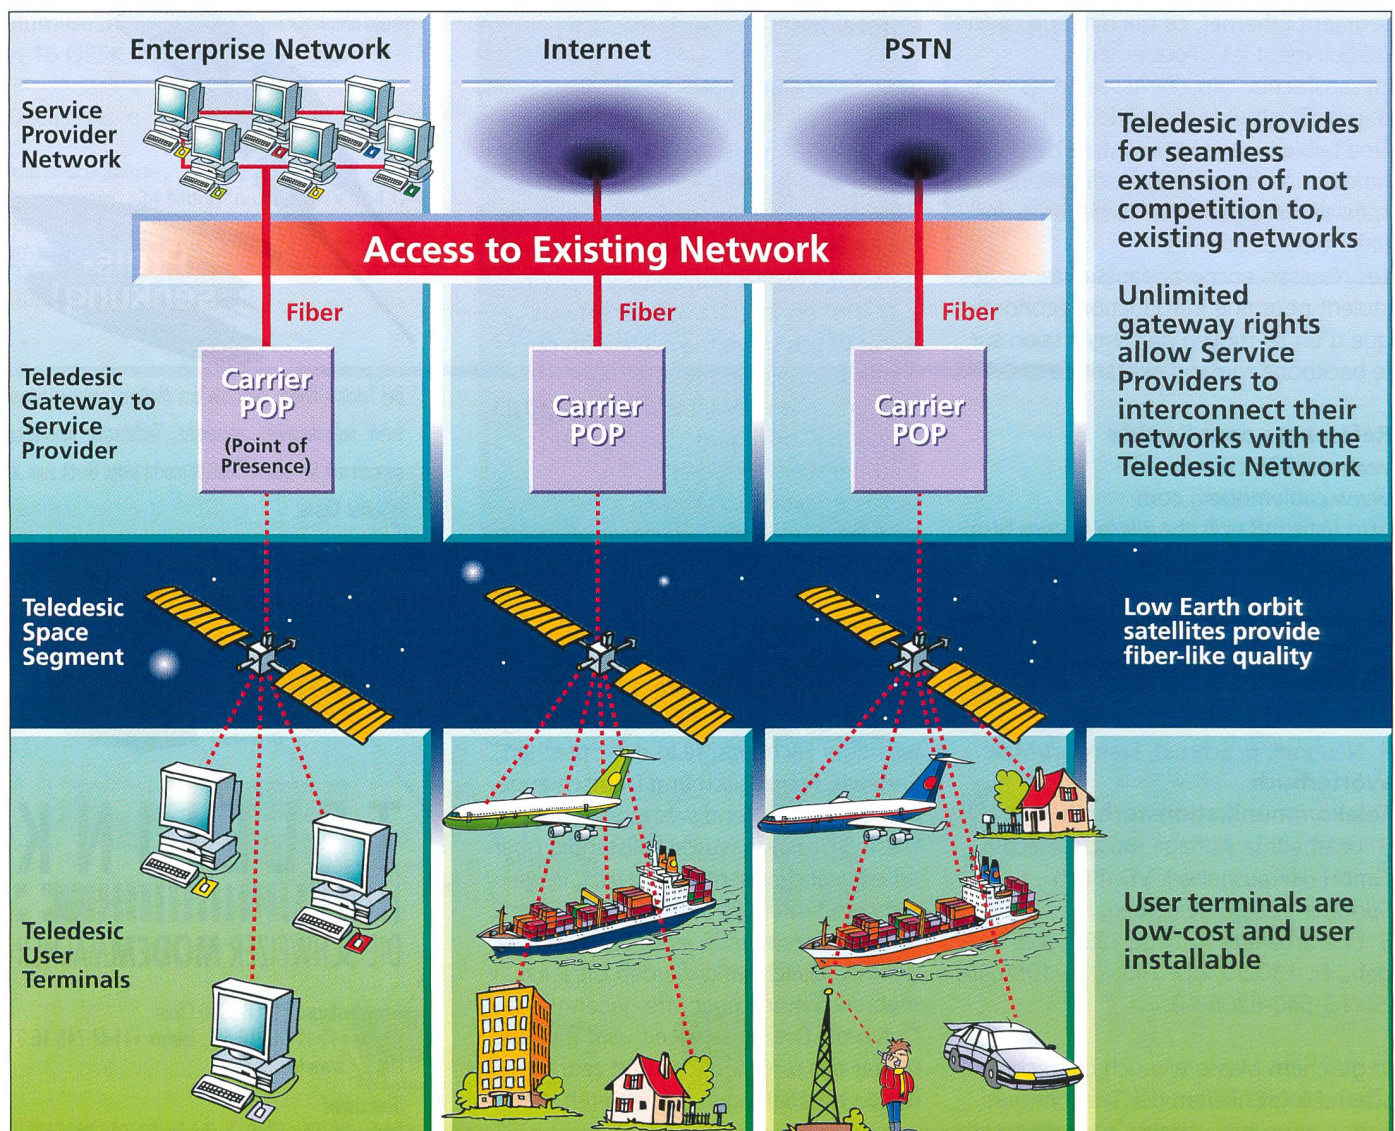 Enterprise Network
Internet
PSTN
Service
Provider
Network
Access to Existing Network
Fiber
Fiber
Fiber
Teledesic
Gateway to
Service
Provider
Carrier
POP
(Point of
Presence)
Carrier
POP
Carrier
POP
Teledesic provides
for seamless
extension of, not
competition to,
existing networks
Unlimited
gateway rights
allow Service
Providers to
interconnect their
networks with the
Teledesic Network
Teledesic
Space
Segment
Low Earth orbit
satellites provide
fiber-like quality
Teledesic
User
Terminals
User terminals are
low-cost and user
installable